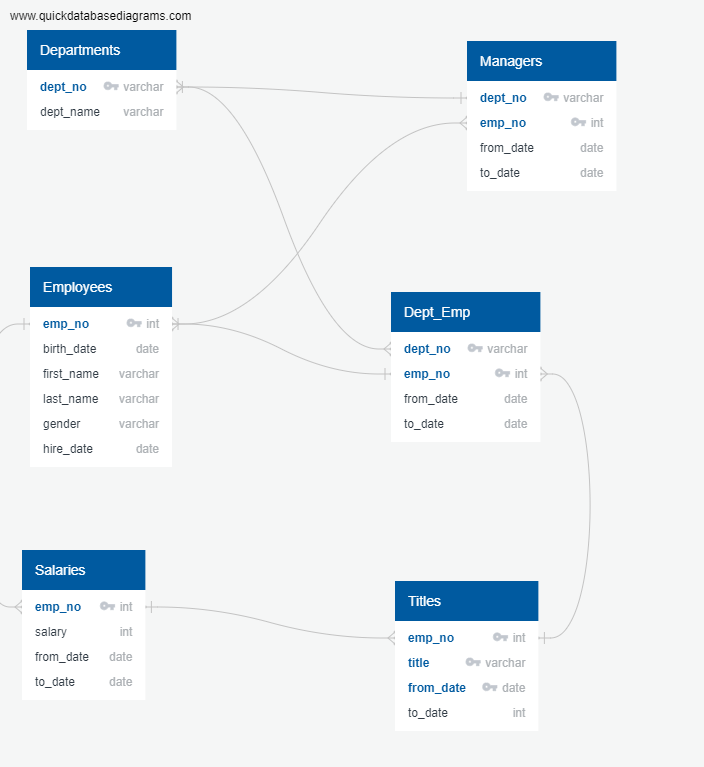 www.quickdatabasediagrams.com
Departments
dept_no varchar
dept_name varchar
Managers
dept_no varchar
emp_no int
from_date date
to_date date
Employees
emp_no int
birth_date date
first_name varchar
last_name varchar
gender varchar
hire_date date
Dept_Emp
dept_no varchar
emp_no int
from_date date
to_date date
Salaries
emp_no int
salary int
from_date date
to_date date
Titles
emp_no int
title varchar
from_date date
to_date int